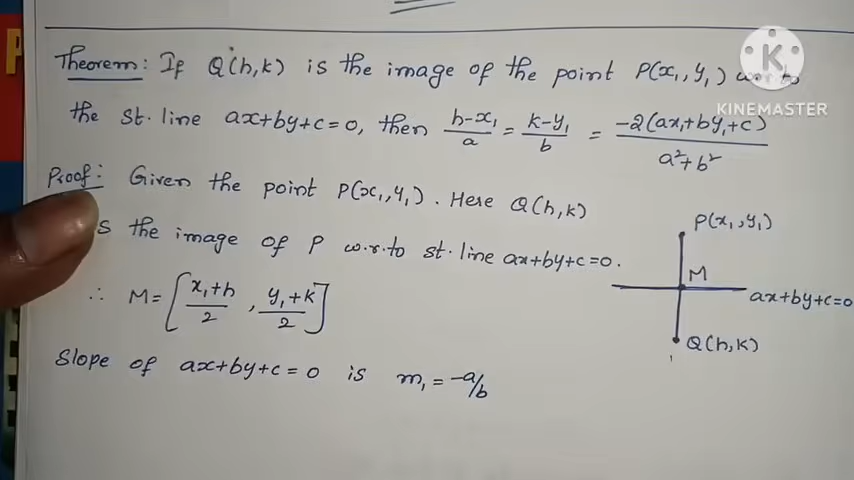 Theorem: If Q(h,k) is the image of the point P(x₁,y₁) w.r.to
the st.line ax+by+c=0, then (h-x₁)/a = (k-y₁)/b = -2(ax₁+by₁+c)/(a²+b²)
Proof: Given the point P(x₁,y₁). Here Q(h,k)
s the image of P w.r.to st.line ax+by+c=0.
∴ M = [(x₁+h)/2, (y₁+k)/2]
Slope of ax+by+c=0 is m₁ = -a/b
P(x₁,y₁)
M
ax+by+c=0
Q(h,k)
K
KINEMASTER